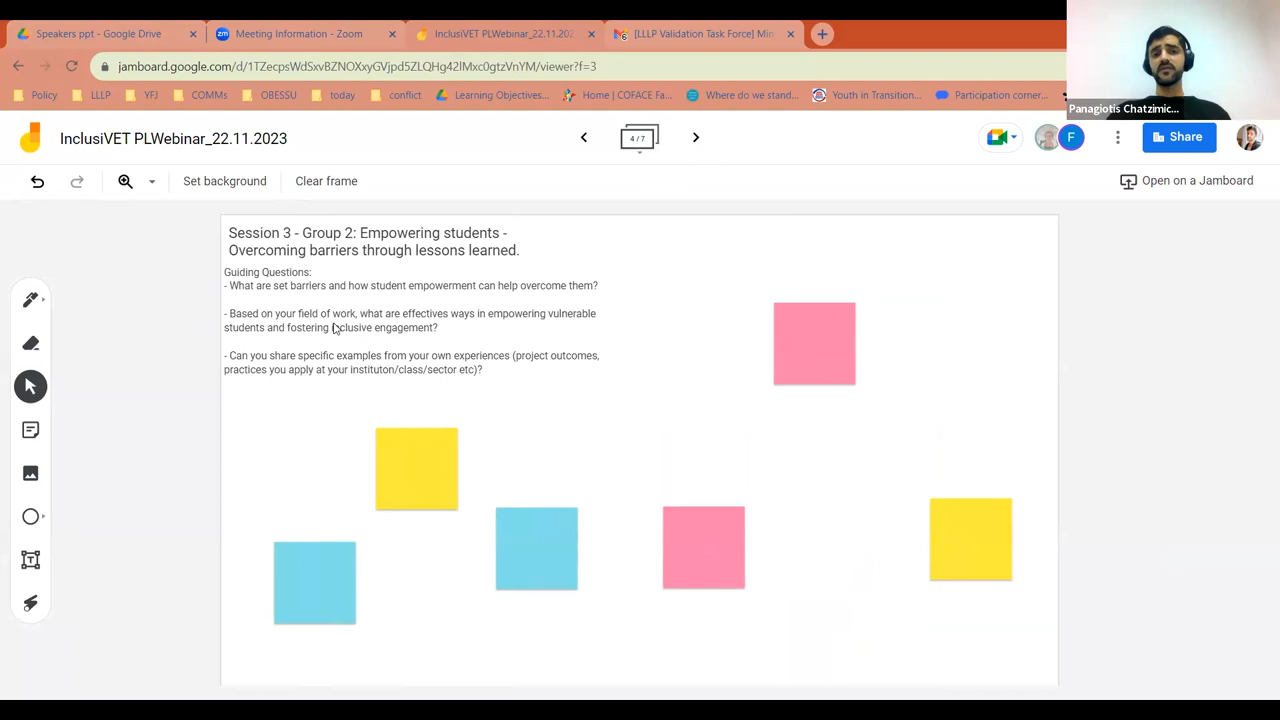 Speakers ppt - Google Drive
zm
Meeting Information - Zoom
InclusiVET PLWebinar_22.11.202
[LLLP Validation Task Force] Min
jamboard.google.com/d/1TZecpsWdSxvBZNOXxyGVjpd5ZLQHg42lMxc0gtzVnYM/viewer?f=3
Policy
LLLP
YFJ
COMMs
OBESSU
today
conflict
Learning Objectives...
Home | COFACE Fa...
Where do we stand...
Youth in Transition...
Participation corner...
Panagiotis Chatzimic...
InclusiVET PLWebinar_22.11.2023
4 / 7
F
Share
Set background
Clear frame
Open on a Jamboard
Session 3 - Group 2: Empowering students -
Overcoming barriers through lessons learned.
Guiding Questions:
- What are set barriers and how student empowerment can help overcome them?
- Based on your field of work, what are effectives ways in empowering vulnerable
students and fostering inclusive engagement?
- Can you share specific examples from your own experiences (project outcomes,
practices you apply at your instituton/class/sector etc)?
T